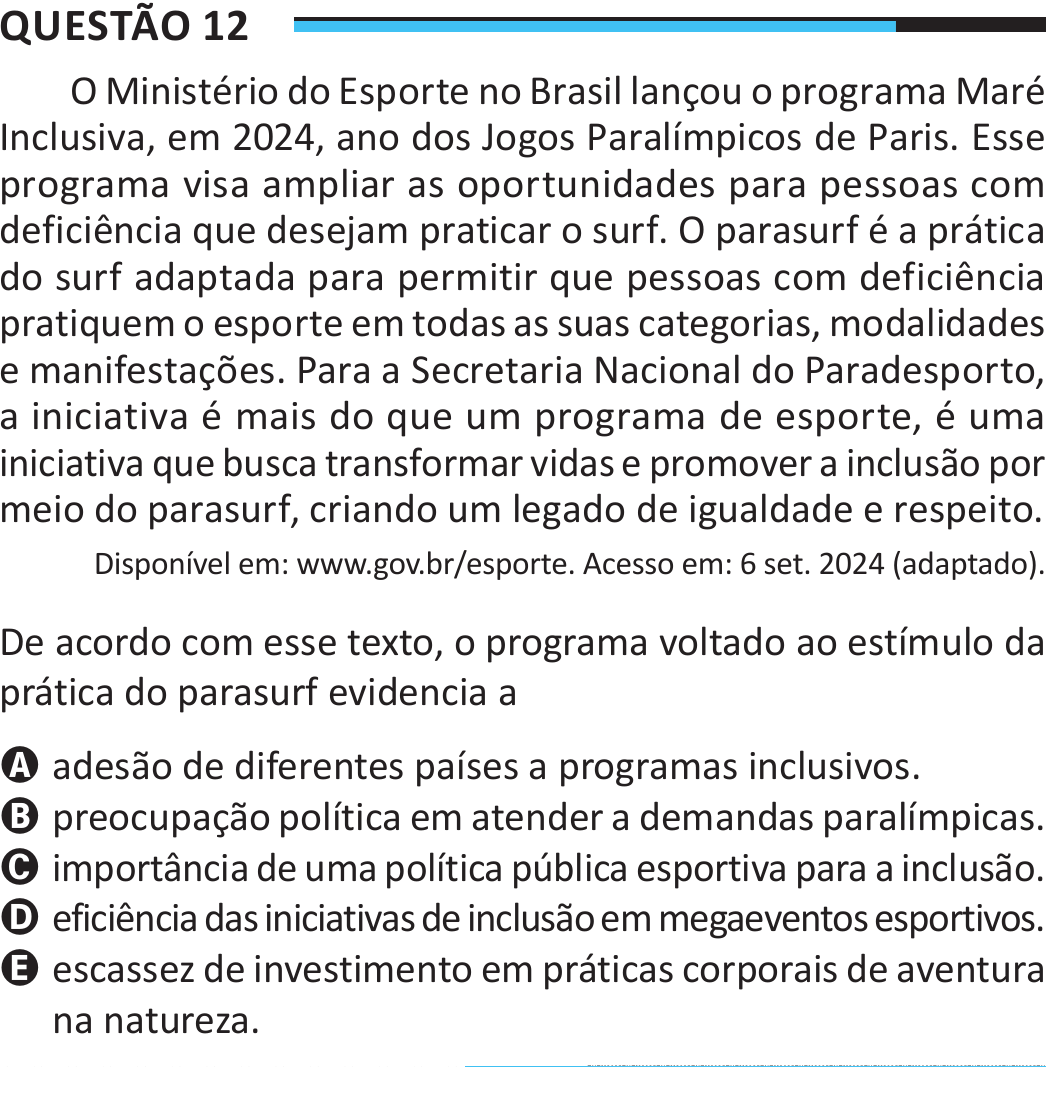 QUESTÃO 12
O Ministério do Esporte no Brasil lançou o programa Maré
Inclusiva, em 2024, ano dos Jogos Paralímpicos de Paris. Esse
programa visa ampliar as oportunidades para pessoas com
deficiência que desejam praticar o surf. O parasurf é a prática
do surf adaptada para permitir que pessoas com deficiência
pratiquem o esporte em todas as suas categorias, modalidades
e manifestações. Para a Secretaria Nacional do Paradesporto,
a iniciativa é mais do que um programa de esporte, é uma
iniciativa que busca transformar vidas e promover a inclusão por
meio do parasurf, criando um legado de igualdade e respeito.
Disponível em: www.gov.br/esporte. Acesso em: 6 set. 2024 (adaptado).
De acordo com esse texto, o programa voltado ao estímulo da
prática do parasurf evidencia a
A adesão de diferentes países a programas inclusivos.
B preocupação política em atender a demandas paralímpicas.
C importância de uma política pública esportiva para a inclusão.
D eficiência das iniciativas de inclusão em megaeventos esportivos.
E escassez de investimento em práticas corporais de aventura
na natureza.